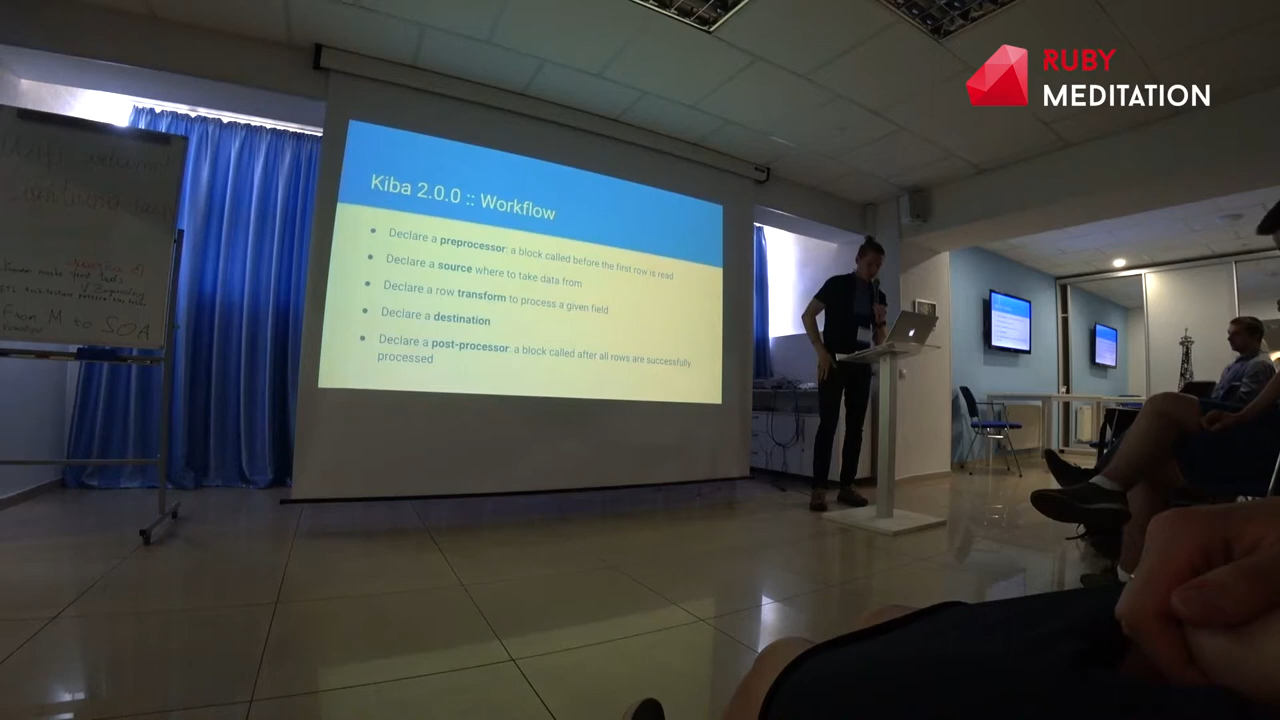 RUBY
MEDITATION
Kiba 2.0.0 :: Workflow
Declare a preprocessor: a block called before the first row is read
Declare a source where to take data from
Declare a row transform to process a given field
Declare a destination
Declare a post-processor: a block called after all rows are successfully
processed
From M to SOA